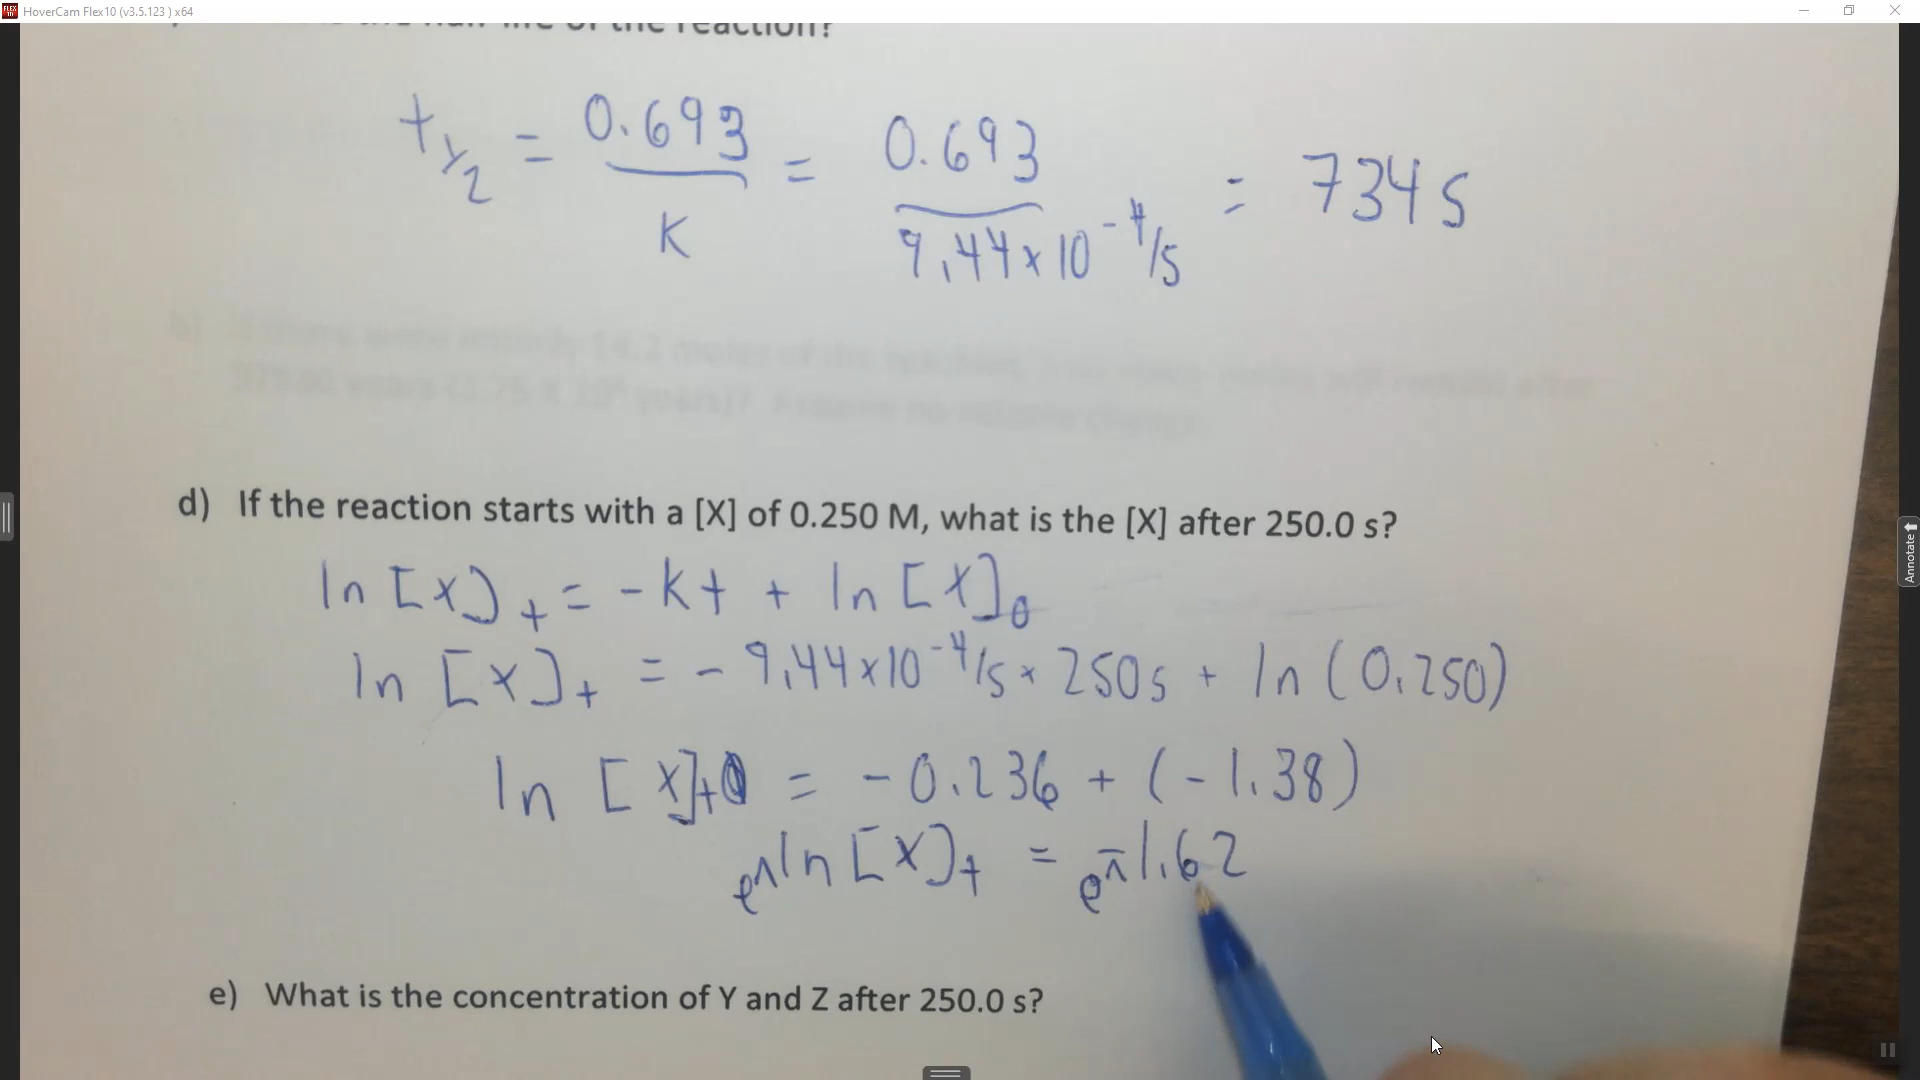 HoverCam Flex10 (v3.5.123 ) x64
of the reaction?
t1/2 = 0.693 / K = 0.693 / 9.44x10^-4/s = 734 s
d) If the reaction starts with a [X] of 0.250 M, what is the [X] after 250.0 s?
ln [X]t = -kt + ln [X]0
ln [X]t = - 9.44x10^-4/s x 250s + ln (0.250)
ln [X]t = - 0.236 + (-1.38)
e^ln [X]t = e^-1.62
e) What is the concentration of Y and Z after 250.0 s?
Annotate